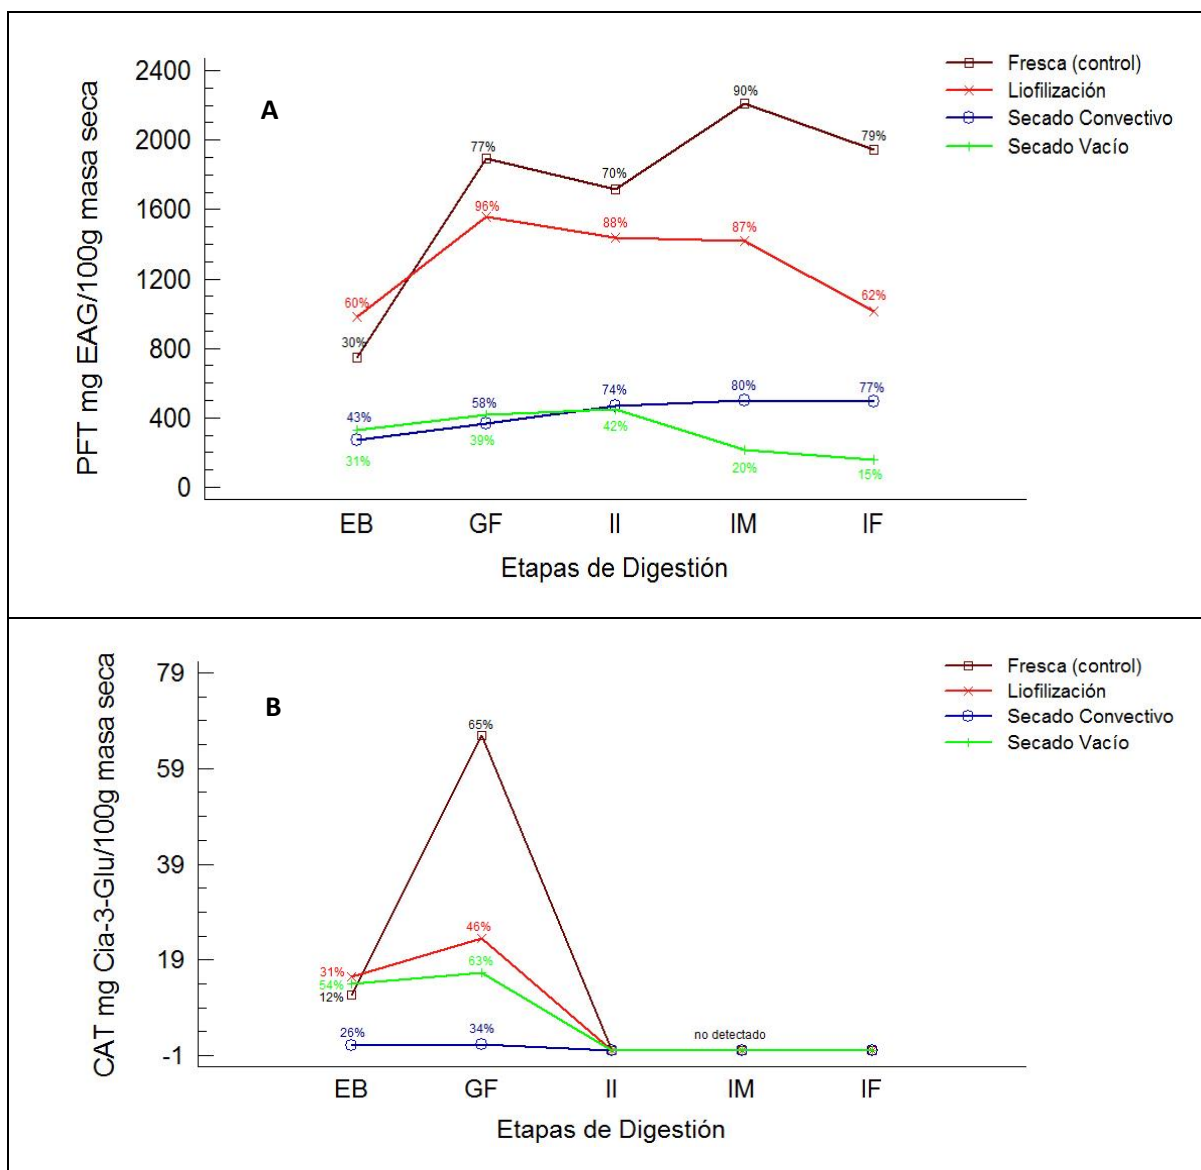 A
PFT mg EAG/100g masa seca
2400
2000
1600
1200
800
400
0
Fresca (control)
Liofilización
Secado Convectivo
Secado Vacío
30%
77%
70%
90%
79%
60%
96%
88%
87%
62%
43%
58%
74%
80%
77%
31%
39%
42%
20%
15%
EB GF II IM IF
Etapas de Digestión
B
CAT mg Cia-3-Glu/100g masa seca
79
59
39
19
-1
Fresca (control)
Liofilización
Secado Convectivo
Secado Vacío
65%
46%
63%
31%
54%
12%
26%
34%
no detectado
EB GF II IM IF
Etapas de Digestión